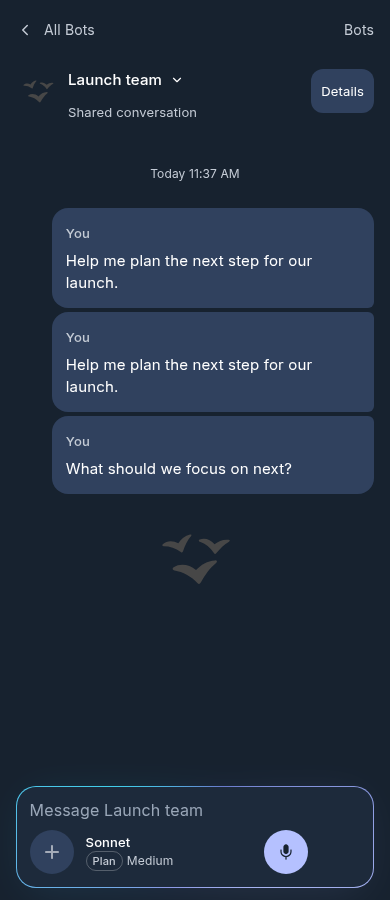 All Bots
Bots
Launch team
Details
Shared conversation
Today 11:37 AM
You
Help me plan the next step for our
launch.
You
Help me plan the next step for our
launch.
You
What should we focus on next?
Message Launch team
Sonnet
Plan Medium